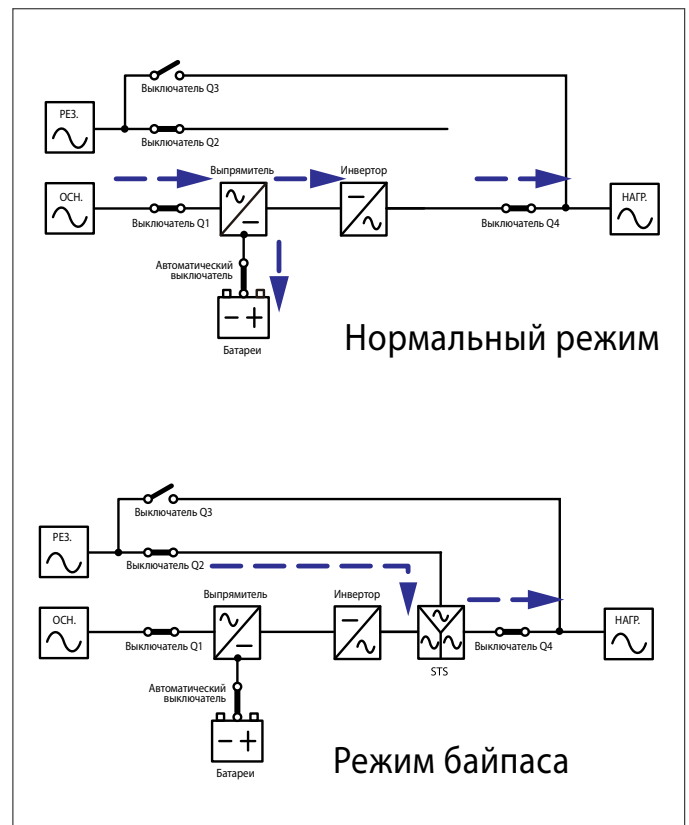 Выключатель Q3
РЕЗ.
Выключатель Q2
Выпрямитель
Инвертор
ОСН.
НАГР.
Выключатель Q1
Выключатель Q4
Автоматический
выключатель
Батареи
Нормальный режим
Выключатель Q3
РЕЗ.
Выключатель Q2
Выпрямитель
Инвертор
ОСН.
НАГР.
Выключатель Q1
Выключатель Q4
STS
Автоматический
выключатель
Батареи
Режим байпаса